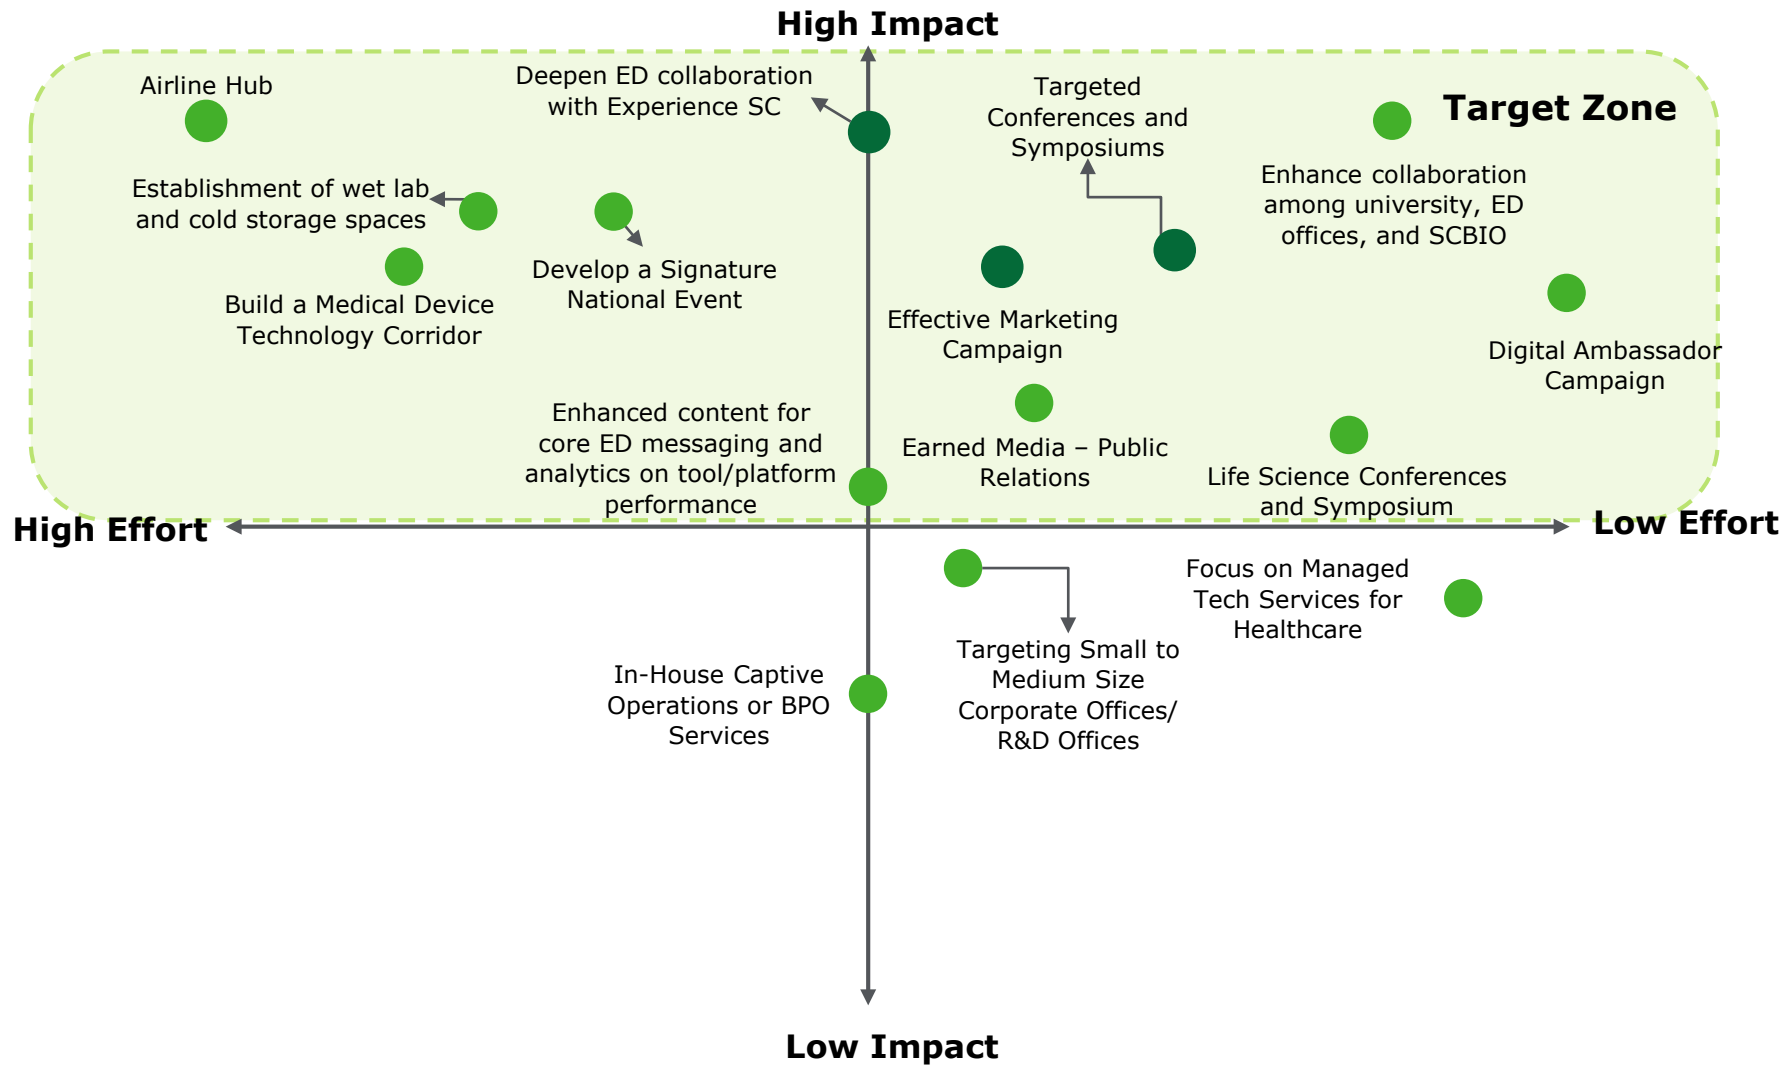 High Impact
Airline Hub
Deepen ED collaboration
with Experience SC
Targeted
Conferences and
Symposiums
Target Zone
Establishment of wet lab
and cold storage spaces
Enhance collaboration
among university, ED
offices, and SCBIO
Develop a Signature
National Event
Build a Medical Device
Technology Corridor
Effective Marketing
Campaign
Digital Ambassador
Campaign
Enhanced content for
core ED messaging and
analytics on tool/platform
performance
Earned Media – Public
Relations
Life Science Conferences
and Symposium
High Effort
Low Effort
Focus on Managed
Tech Services for
Healthcare
Targeting Small to
Medium Size
Corporate Offices/
R&D Offices
In-House Captive
Operations or BPO
Services
Low Impact